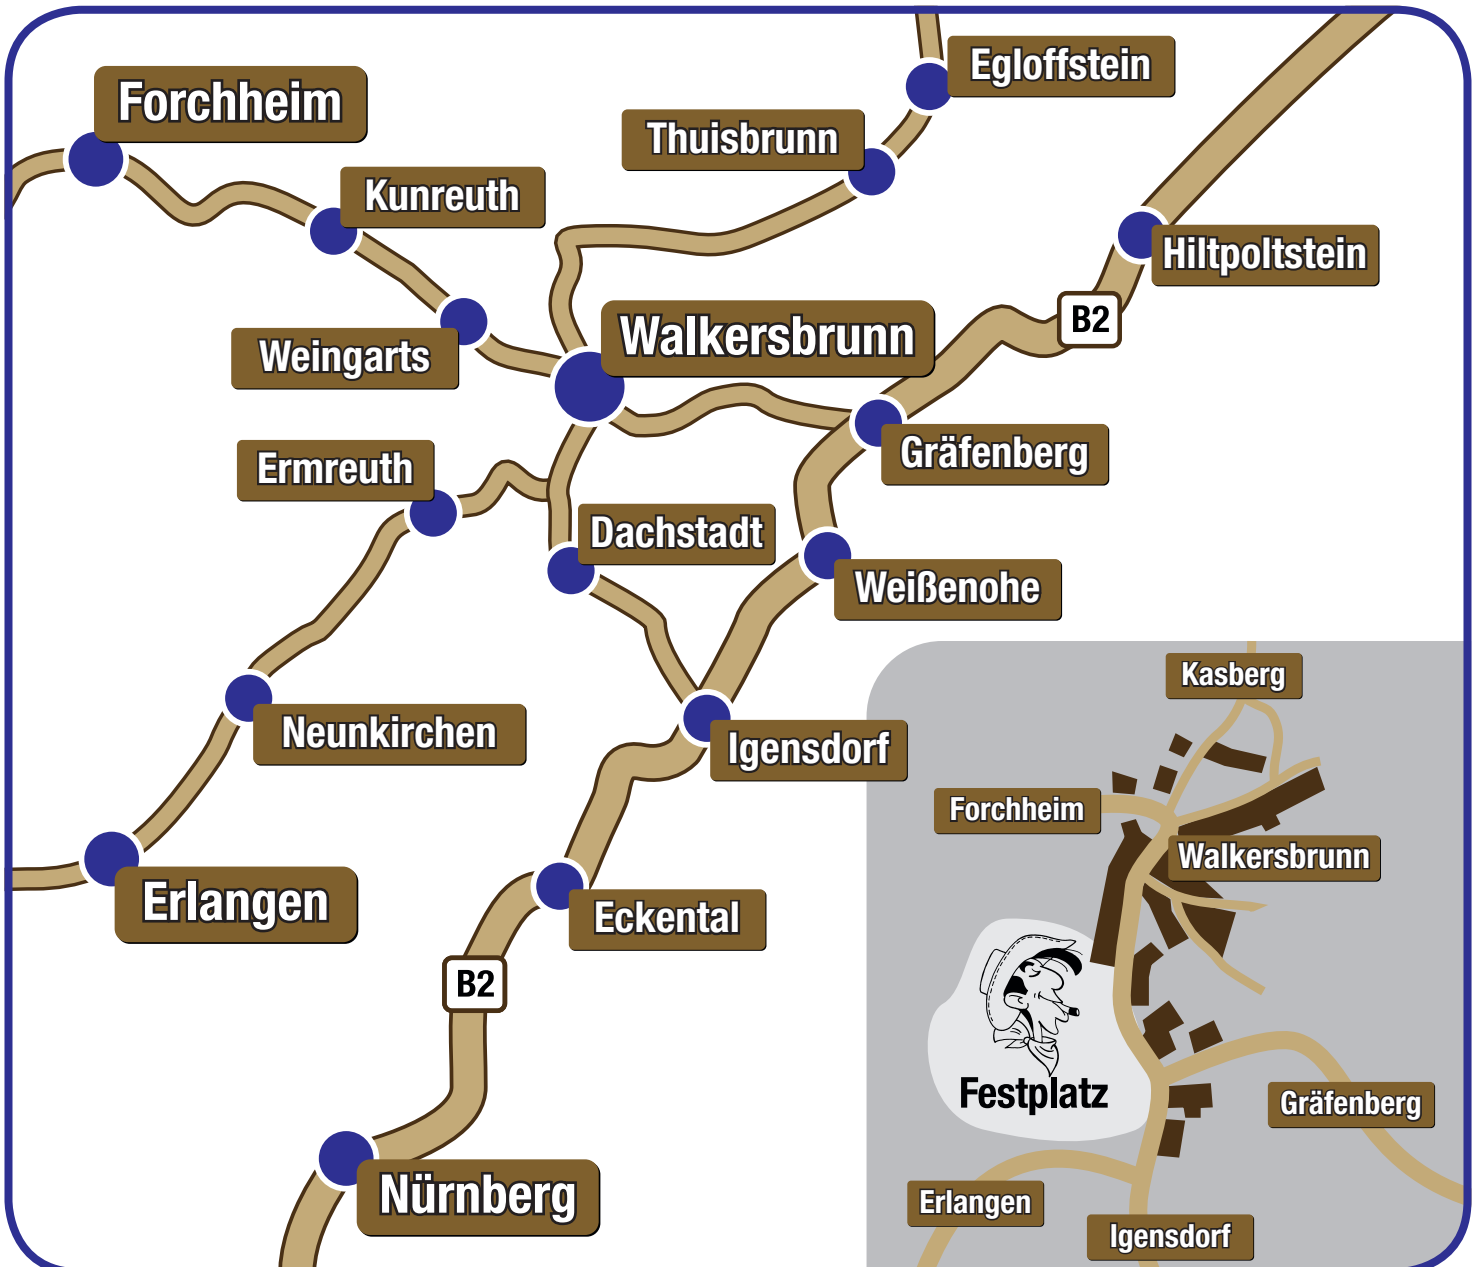 Egloffstein
Forchheim
Thuisbrunn
Kunreuth
Hiltpoltstein
B2
Walkersbrunn
Weingarts
Gräfenberg
Ermreuth
Dachstadt
Weißenohe
Kasberg
Neunkirchen
Igensdorf
Forchheim
Walkersbrunn
Erlangen
Eckental
B2
Festplatz
Gräfenberg
Nürnberg
Erlangen
Igensdorf